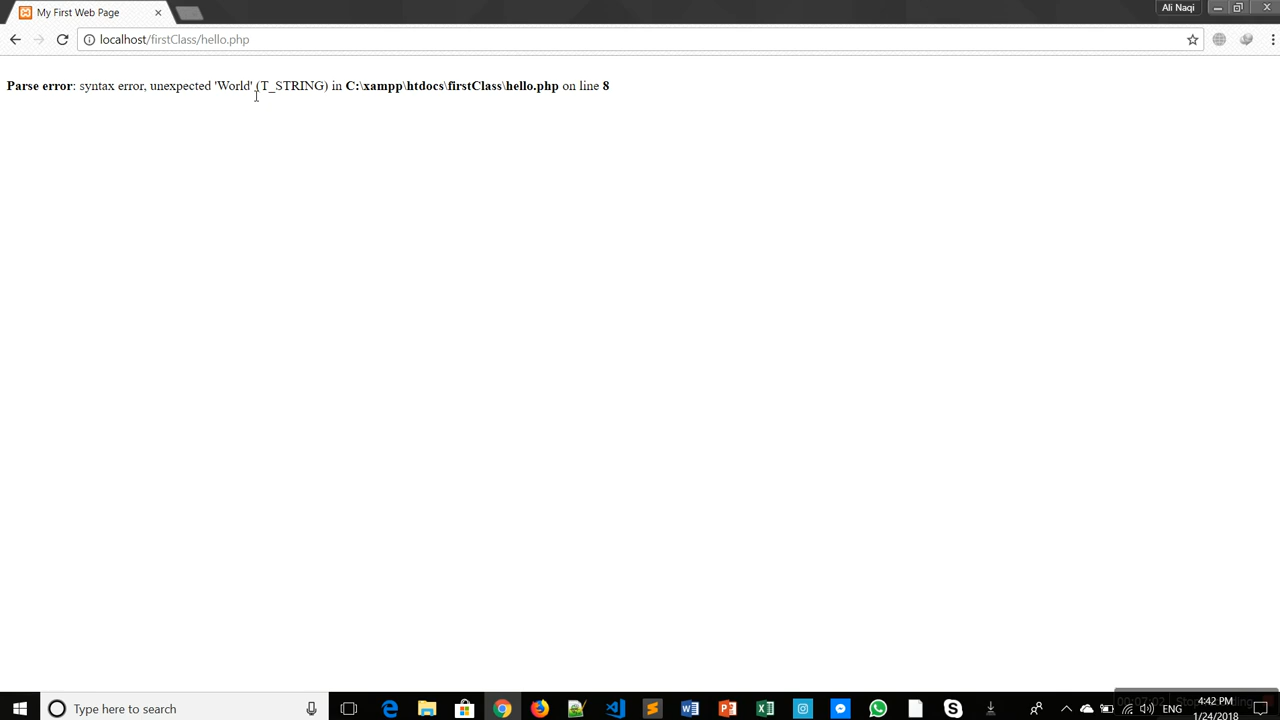 My First Web Page
Ali Naqi
localhost/firstClass/hello.php
Parse error: syntax error, unexpected 'World' (T_STRING) in C:\xampp\htdocs\firstClass\hello.php on line 8
Type here to search
ENG
4:42 PM
1/24/2018